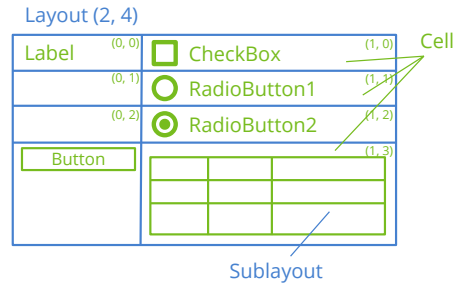 Layout (2, 4)
Label (0, 0)
CheckBox (1, 0)
Cell
(0, 1)
RadioButton1 (1, 1)
(0, 2)
RadioButton2 (1, 2)
Button
(1, 3)
Sublayout